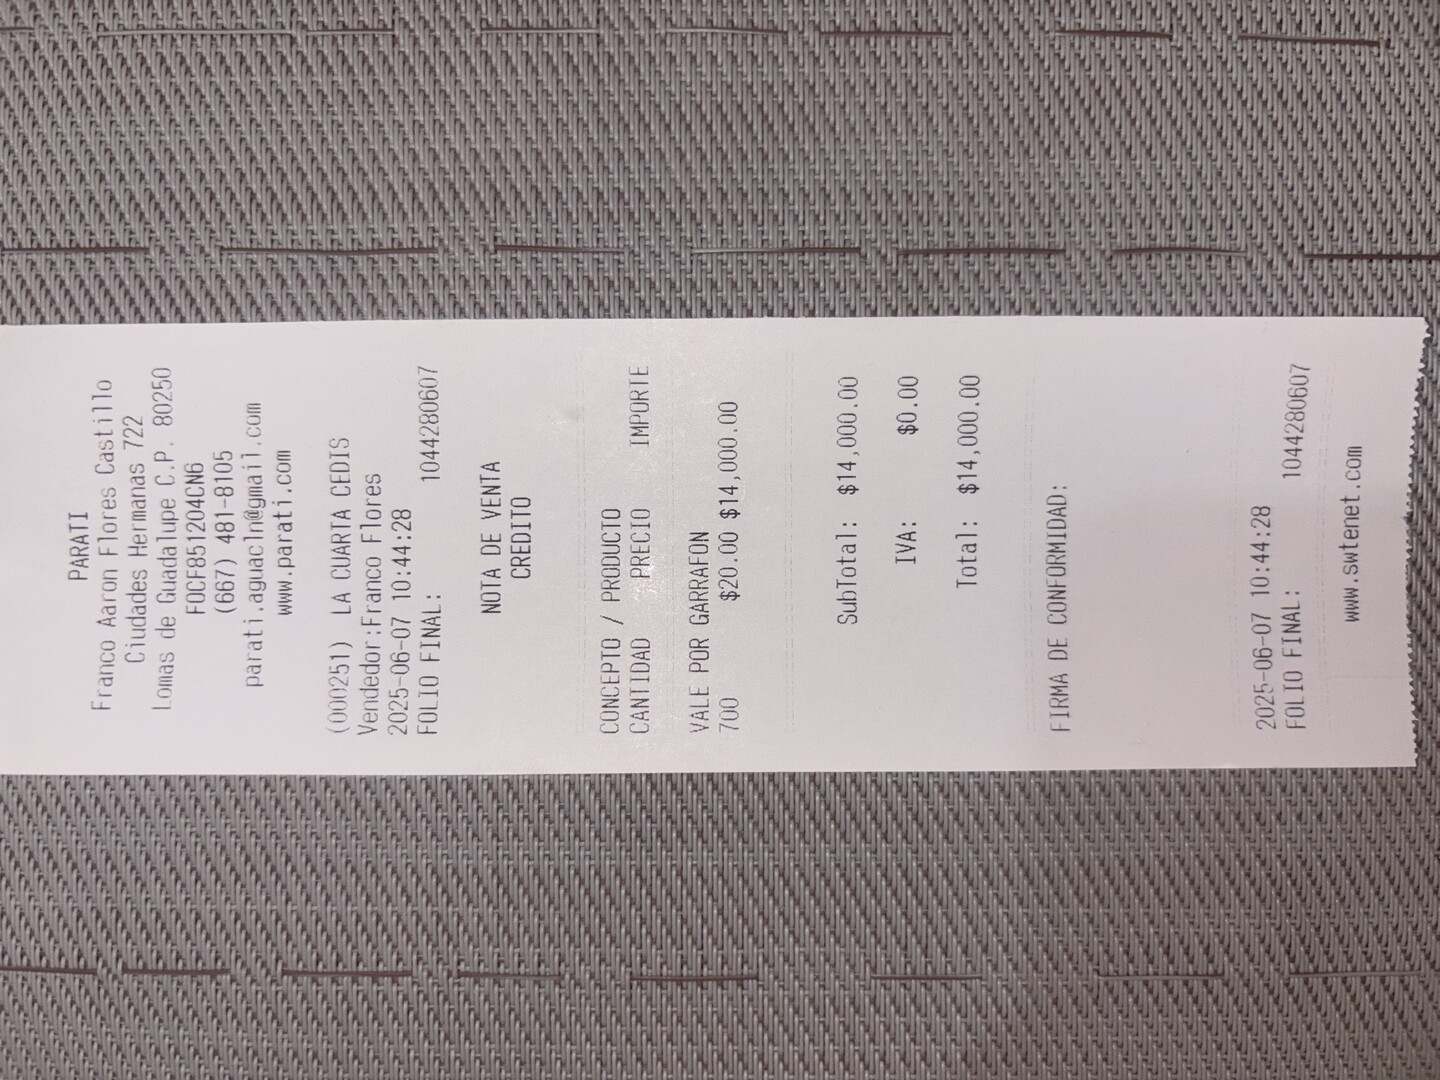 PARATI
Franco Aaron Flores Castillo
Ciudades Hermanas 722
Lomas de Guadalupe C.P. 80250
FOCF851204CN6
(667) 481-8105
parati.aguacln@gmail.com
www.parati.com
(000251) LA CUARTA CEDIS
Vendedor:Franco Flores
2025-06-07 10:44:28
FOLIO FINAL: 1044280607
NOTA DE VENTA
CREDITO
CONCEPTO / PRODUCTO
CANTIDAD PRECIO IMPORTE
VALE POR GARRAFON
700 $20.00 $14,000.00
SubTotal: $14,000.00
IVA: $0.00
Total: $14,000.00
FIRMA DE CONFORMIDAD:
2025-06-07 10:44:28
FOLIO FINAL: 1044280607
www.swtenet.com